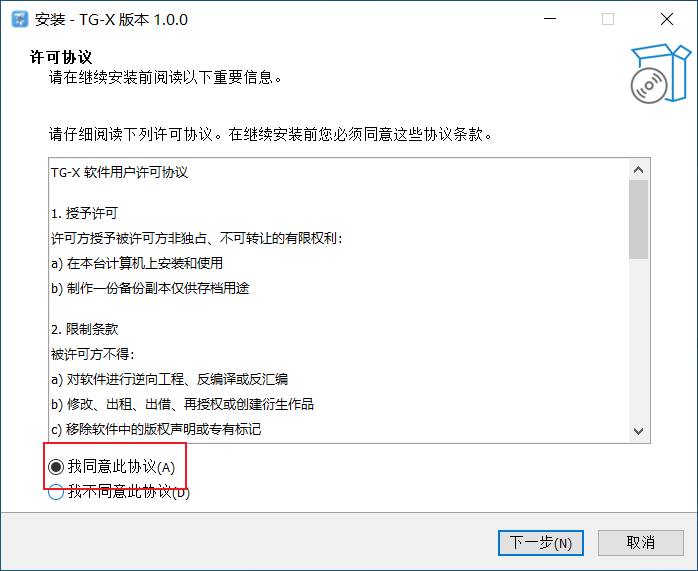 安装 - TG-X 版本 1.0.0
许可协议
请在继续安装前阅读以下重要信息。
请仔细阅读下列许可协议。在继续安装前您必须同意这些协议条款。
TG-X 软件用户许可协议
1. 授予许可
许可方授予被许可方非独占、不可转让的有限权利:
a) 在本台计算机上安装和使用
b) 制作一份备份副本仅供存档用途
2. 限制条款
被许可方不得:
a) 对软件进行逆向工程、反编译或反汇编
b) 修改、出租、出借、再授权或创建衍生作品
c) 移除软件中的版权声明或专有标记
我同意此协议(A)
我不同意此协议(D)
下一步(N)
取消